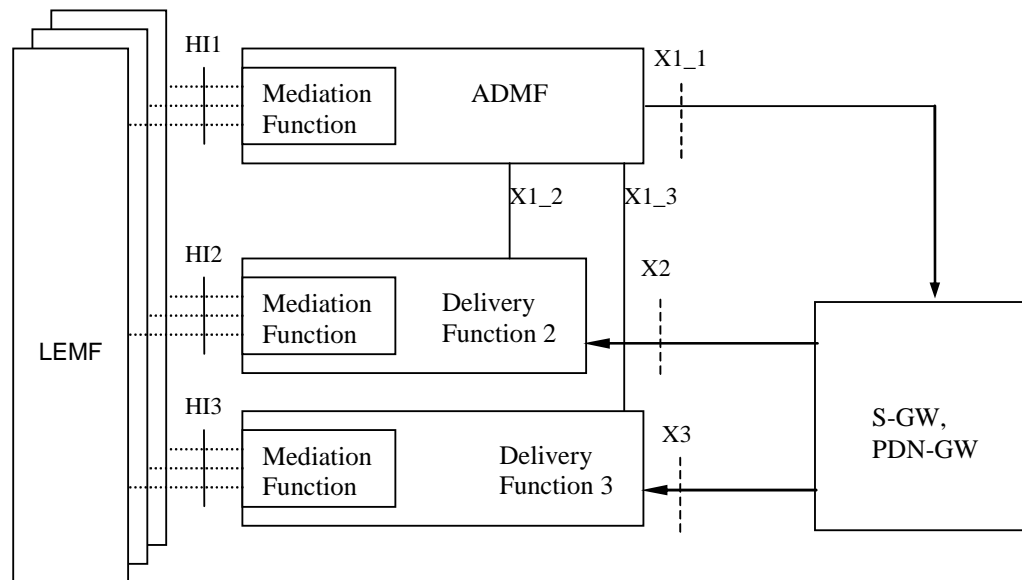 HI1
X1_1
Mediation
Function
ADMF
X1_2
X1_3
HI2
X2
Mediation
Function
Delivery
Function 2
LEMF
HI3
X3
Mediation
Function
Delivery
Function 3
S-GW,
PDN-GW